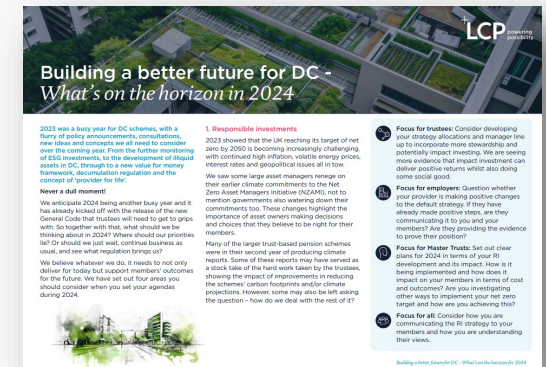 LCP powering
posibility
Building a better future for DC -
What's on the horizon in 2024
2023 was a busy year for DC schemes, with a
flurry of policy announcements, consultations,
new ideas and concepts we all need to consider
over the coming year. From the further monitoring
of ESG investments, to the development of illiquid
assets in DC, through to a new value for money
framework, decumulation regulation and the
concept of 'provider for life'.
Never a dull moment!
We anticipate 2024 being another busy year and it
has already kicked off with the release of the new
General Code that trustees will need to get to grips
with. So together with that, what should we be
thinking about in 2024? Where should our priorities
lie? Or should we just wait, continue business as
usual, and see what regulation brings us?
We believe whatever we do, it needs to not only
deliver for today but support members' outcomes
for the future. We have set out four areas you
should consider when you set your agendas
during 2024.
1. Responsible investments
2023 showed that the UK reaching its target of net
zero by 2050 is becoming increasingly challenging,
with continued high inflation, volatile energy prices,
interest rates and geopolitical issues all in tow.
We saw some large asset managers renege on
their earlier climate commitments to the Net
Zero Asset Managers Initiative (NZAMI), not to
mention governments also watering down their
commitments too. These changes highlight the
importance of asset owners making decisions
and choices that they believe to be right for their
members.
Many of the larger trust-based pension schemes
were in their second year of producing climate
reports. Some of these reports may have served as
a stock take of the hard work taken by the trustees,
showing the impact of improvements in reducing
the schemes' carbon footprints and/or climate
projections. However, some may also be left asking
the question – how do we deal with the rest of it?
Focus for trustees: Consider developing
your strategy allocations and manager line
up to incorporate more stewardship and
potentially impact investing. We are seeing
more evidence that impact investment can
deliver positive returns whilst also doing
some social good.
Focus for employers: Question whether
your provider is making positive changes
to the default strategy. If they have
already made positive steps, are they
communicating it to you and your
members? Are they providing the evidence
to prove their position?
Focus for Master Trusts: Set out clear
plans for 2024 in terms of your RI
development and its impact. How is it
being implemented and how does it
impact on your members in terms of cost
and outcomes? Are you investigating
other ways to implement your net zero
target and how are you achieving this?
Focus for all: Consider how you are
communicating the RI strategy to your
members and how you are understanding
their views.
Building a better future for DC - What's on the horizon for 2024